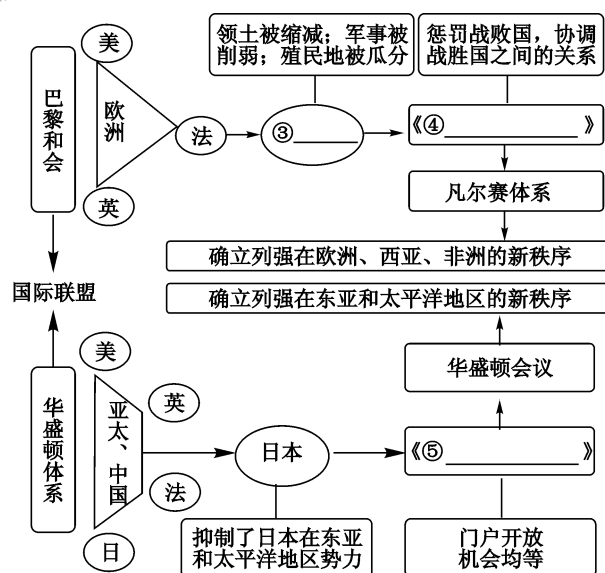 美
领土被缩减；军事被
削弱；殖民地被瓜分
惩罚战败国，协调
战胜国之间的关系
巴黎和会
欧洲
法
③______
《④____________》
英
凡尔赛体系
确立列强在欧洲、西亚、非洲的新秩序
国际联盟
确立列强在东亚和太平洋地区的新秩序
美
华盛顿会议
华盛顿体系
亚太、中国
英
日本
《⑤____________》
法
日
抑制了日本在东亚
和太平洋地区势力
门户开放
机会均等